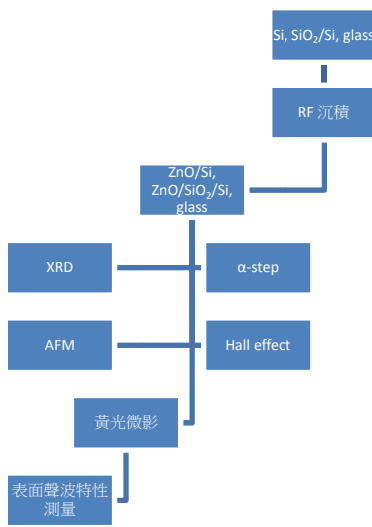 Si, SiO₂/Si, glass
RF 沉積
ZnO/Si,
ZnO/SiO₂/Si,
glass
XRD
α-step
AFM
Hall effect
黃光微影
表面聲波特性
測量